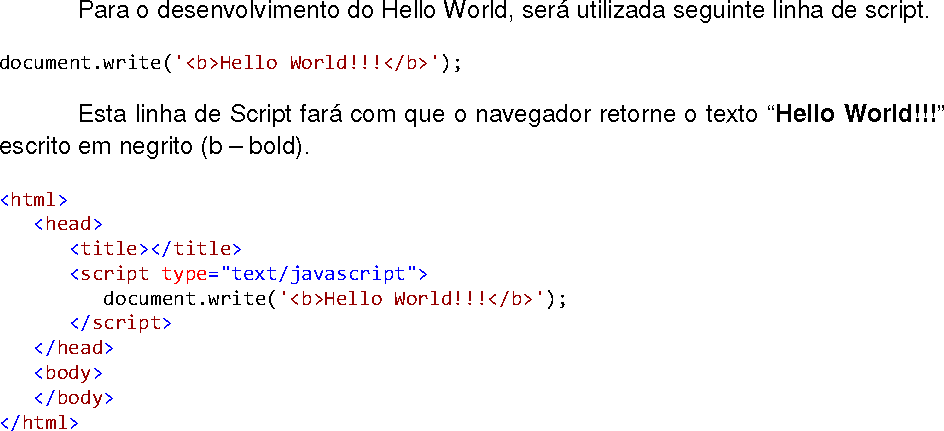 Para o desenvolvimento do Hello World, será utilizada seguinte linha de script.
document.write('<b>Hello World!!!</b>');
Esta linha de Script fará com que o navegador retorne o texto “Hello World!!!”
escrito em negrito (b – bold).
<html>
<head>
<title></title>
<script type="text/javascript">
document.write('<b>Hello World!!!</b>');
</script>
</head>
<body>
</body>
</html>